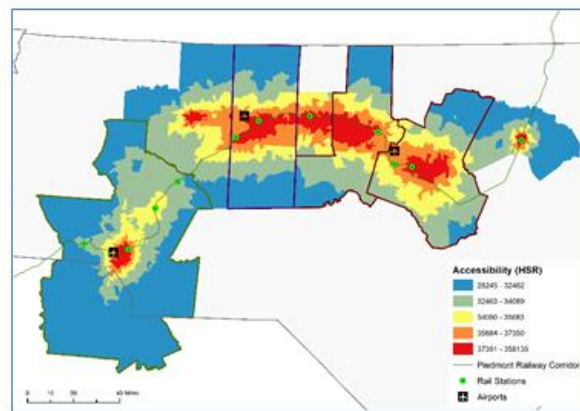 Accessibility (HSR)
28245 - 32462
32463 - 34089
34090 - 35683
35684 - 37350
37351 - 358135
Piedmont Railway Corridor
Rail Stations
Airports
0 10 20 40 Miles